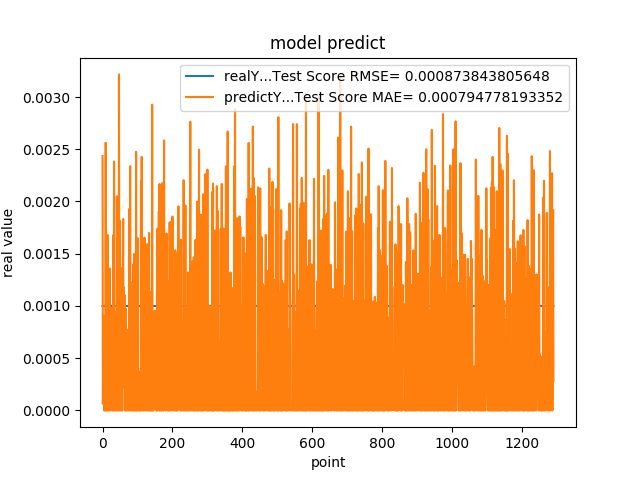 model predict
realY...Test Score RMSE= 0.000873843805648
predictY...Test Score MAE= 0.000794778193352
0.0030
0.0025
0.0020
0.0015
0.0010
0.0005
0.0000
real value
0 200 400 600 800 1000 1200
point